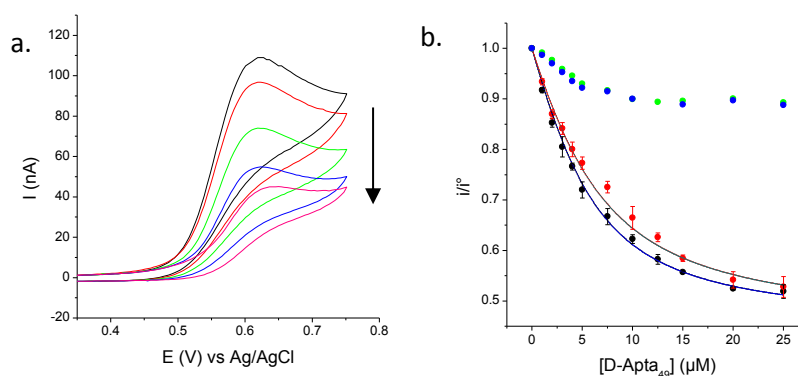 a.
120
100
80
60
40
20
0
-20
I (nA)
0.4 0.5 0.6 0.7 0.8
E (V) vs Ag/AgCl
b.
1.0
0.9
0.8
0.7
0.6
0.5
i/i°
0 5 10 15 20 25
[D-Apta₄₉] (µM)